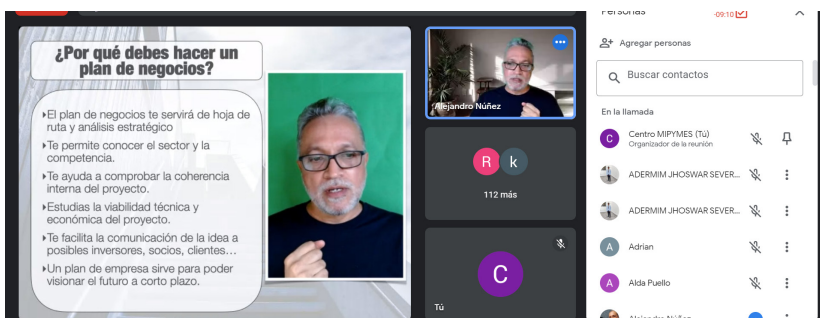 ¿Por qué debes hacer un
plan de negocios?
▸El plan de negocios te servirá de hoja de
ruta y análisis estratégico
▸Te permite conocer el sector y la
competencia.
▸Te ayuda a comprobar la coherencia
interna del proyecto.
▸Estudias la viabilidad técnica y
económica del proyecto.
▸Te facilita la comunicación de la idea a
posibles inversores, socios, clientes…
▸Un plan de empresa sirve para poder
visionar el futuro a corto plazo.
Alejandro Núñez
R k
112 más
C
Tú
Personas
-09:10
Agregar personas
Buscar contactos
En la llamada
C
Centro MIPYMES (Tú)
Organizador de la reunión
ADERMIM JHOSWAR SEVER...
ADERMIM JHOSWAR SEVER...
A Adrian
A Alda Puello
Alejandro Núñez